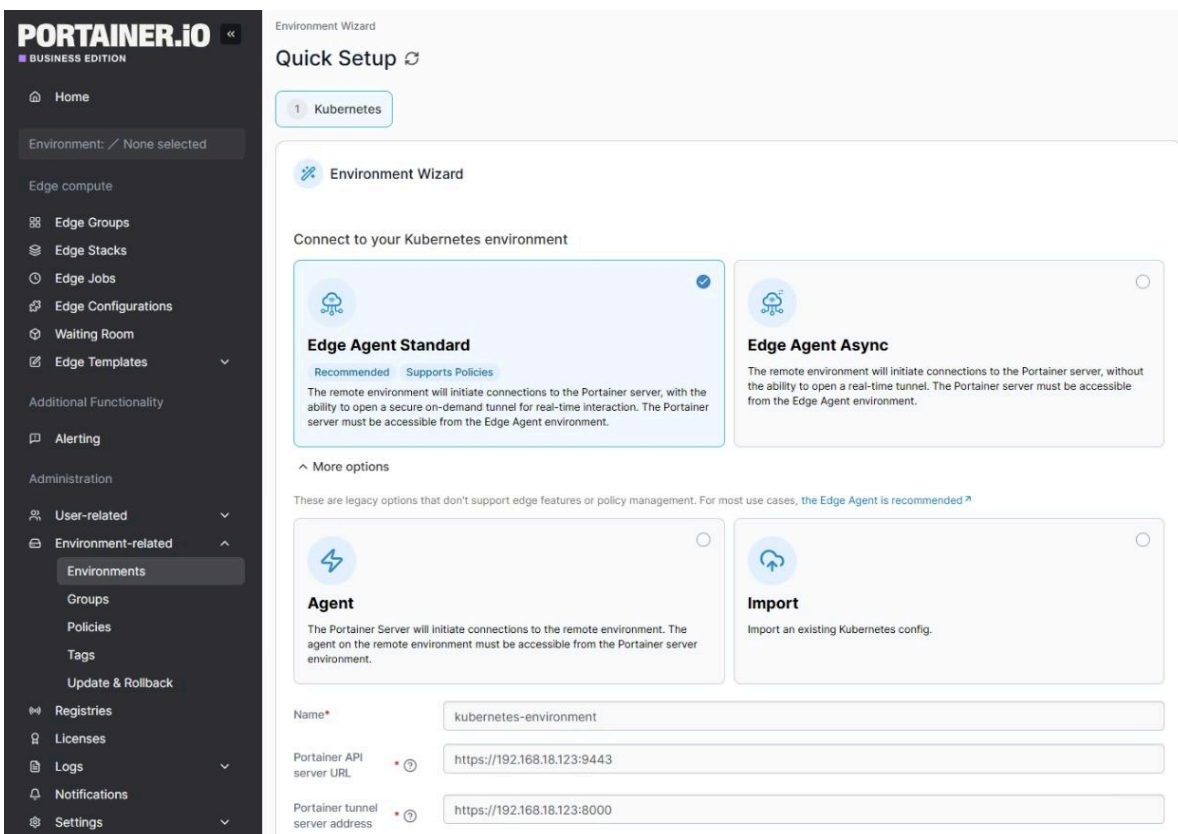 PORTAINER.iO «
BUSINESS EDITION
Home
Environment: None selected
Edge compute
Edge Groups
Edge Stacks
Edge Jobs
Edge Configurations
Waiting Room
Edge Templates
Additional Functionality
Alerting
Administration
User-related
Environment-related
Environments
Groups
Policies
Tags
Update & Rollback
Registries
Licenses
Logs
Notifications
Settings
Environment Wizard
Quick Setup
1 Kubernetes
Environment Wizard
Connect to your Kubernetes environment
Edge Agent Standard
Recommended Supports Policies
The remote environment will initiate connections to the Portainer server, with the
ability to open a secure on-demand tunnel for real-time interaction. The Portainer
server must be accessible from the Edge Agent environment.
Edge Agent Async
The remote environment will initiate connections to the Portainer server, without
the ability to open a real-time tunnel. The Portainer server must be accessible
from the Edge Agent environment.
More options
These are legacy options that don't support edge features or policy management. For most use cases, the Edge Agent is recommended
Agent
The Portainer Server will initiate connections to the remote environment. The
agent on the remote environment must be accessible from the Portainer server
environment.
Import
Import an existing Kubernetes config.
Name* kubernetes-environment
Portainer API
server URL * ? https://192.168.18.123:9443
Portainer tunnel
server address * ? https://192.168.18.123:8000